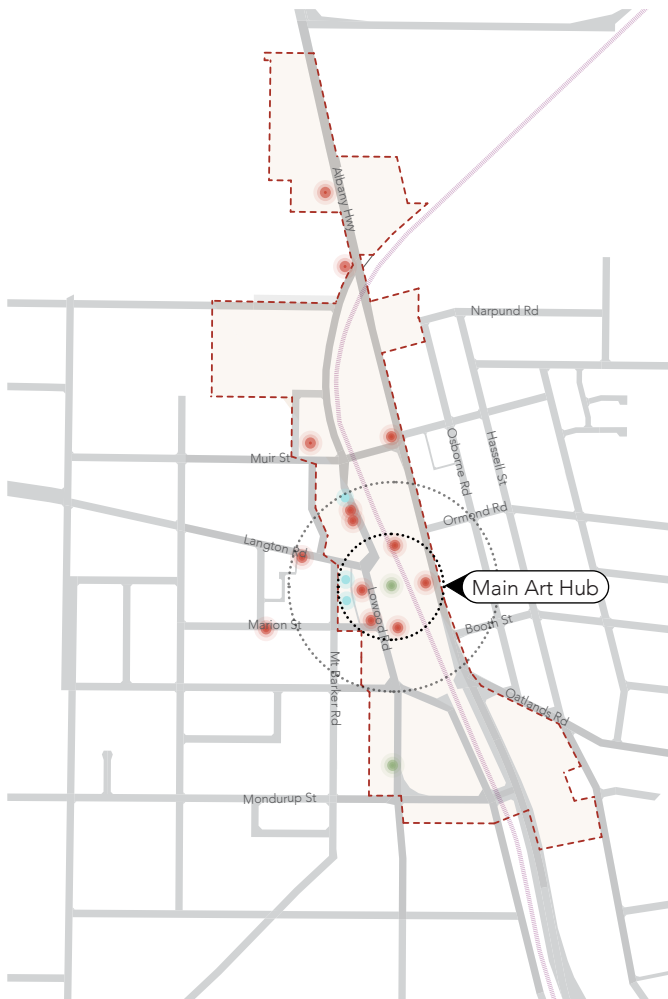 Albany Hwy
Narpund Rd
Osborne Rd
Hassell St
Muir St
Ormond Rd
Langton Rd
Main Art Hub
Lowood Rd
Marion St
Booth St
Mt Barker Rd
Oatlands Rd
Mondurup St